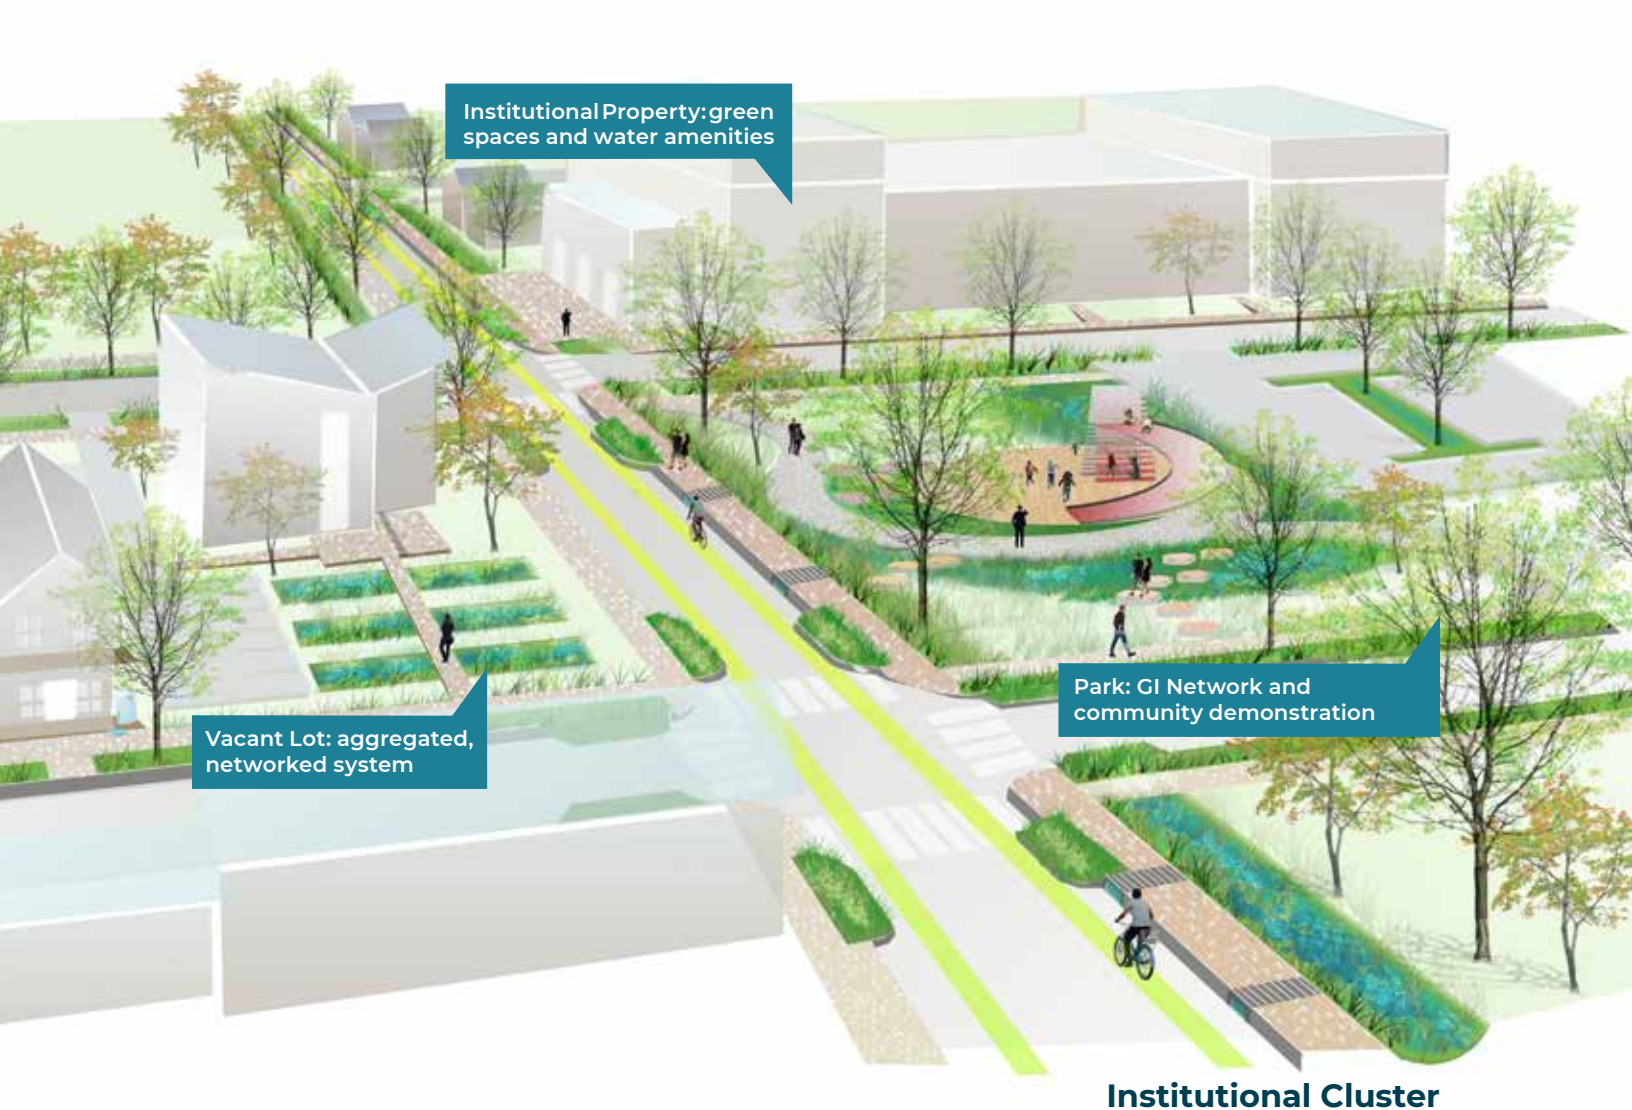 Institutional Property: green
spaces and water amenities
Park: GI Network and
community demonstration
Vacant Lot: aggregated,
networked system
Institutional Cluster